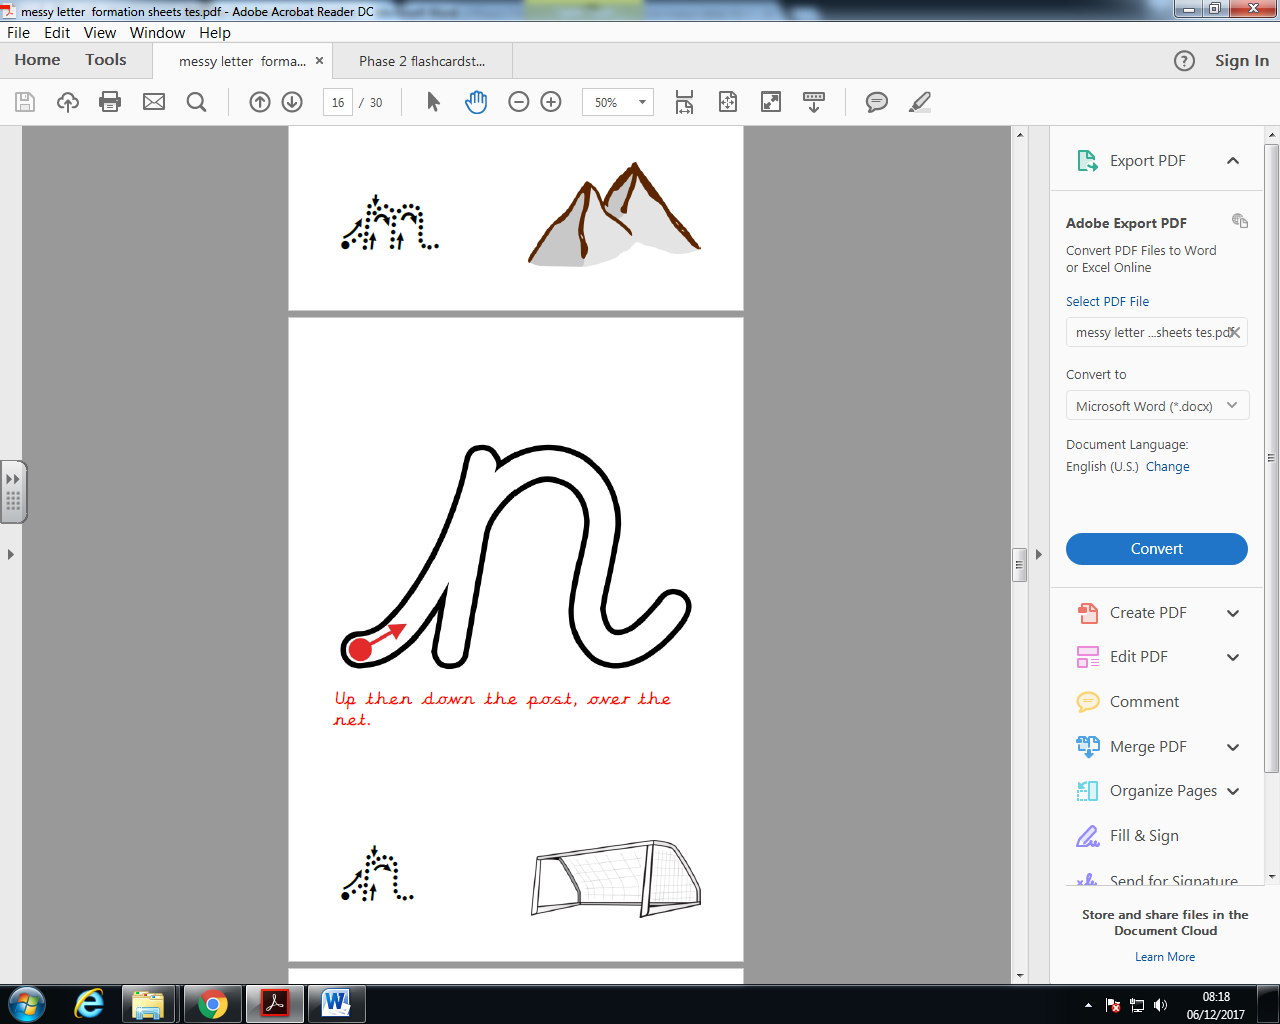 messy letter  formation sheets tes.pdf - Adobe Acrobat Reader DC
File Edit View Window Help
Home Tools messy letter  forma... × Phase 2 flashcardst... ? Sign In
16 / 30 50%
m
n
Up then down the post, over the
net.
n
Export PDF
Adobe Export PDF
Convert PDF Files to Word
or Excel Online
Select PDF File
messy letter ...sheets tes.pdf
Convert to
Microsoft Word (*.docx)
Document Language:
English (U.S.) Change
Convert
Create PDF
Edit PDF
Comment
Merge PDF
Organize Pages
Fill & Sign
Send for Signature
Store and share files in the
Document Cloud
Learn More
08:18
06/12/2017